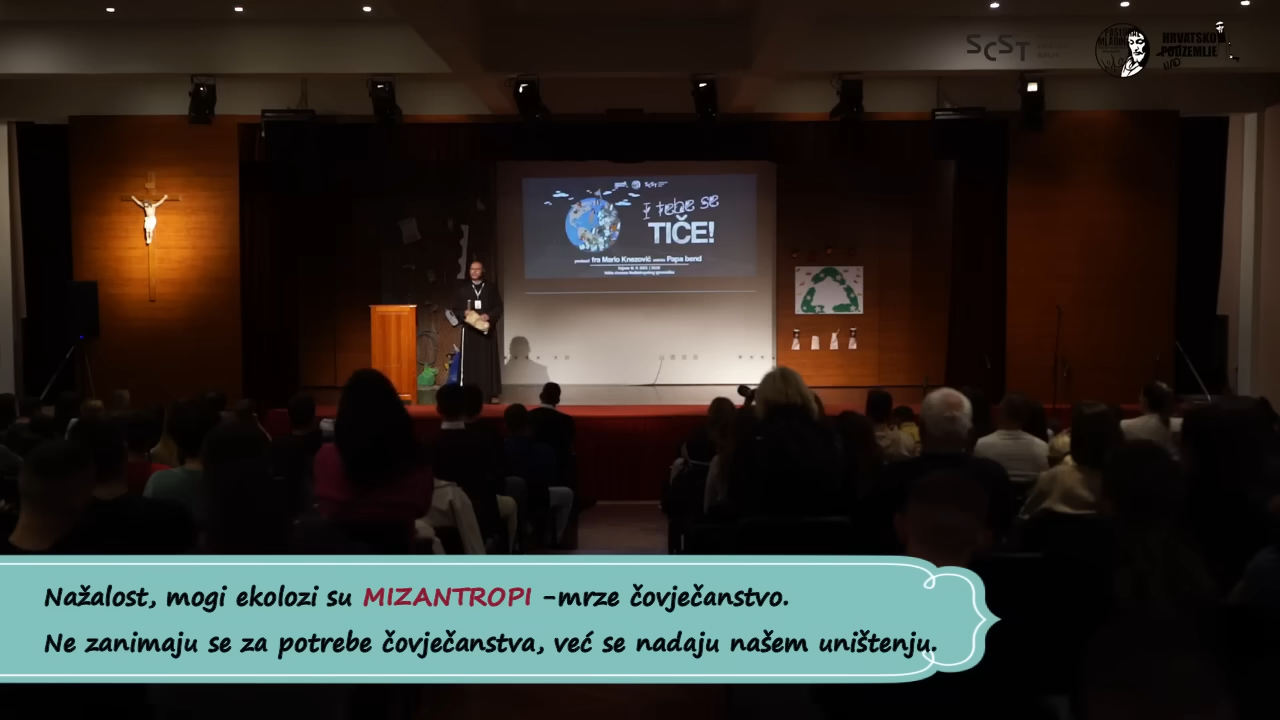 SCST
HRVATSKO
PODZEMLJE
I tebe se
TIČE!
fra Mario Knezović
Papa bend
Nažalost, mogi ekolozi su MIZANTROPI -mrze čovječanstvo.
Ne zanimaju se za potrebe čovječanstva, već se nadaju našem uništenju.